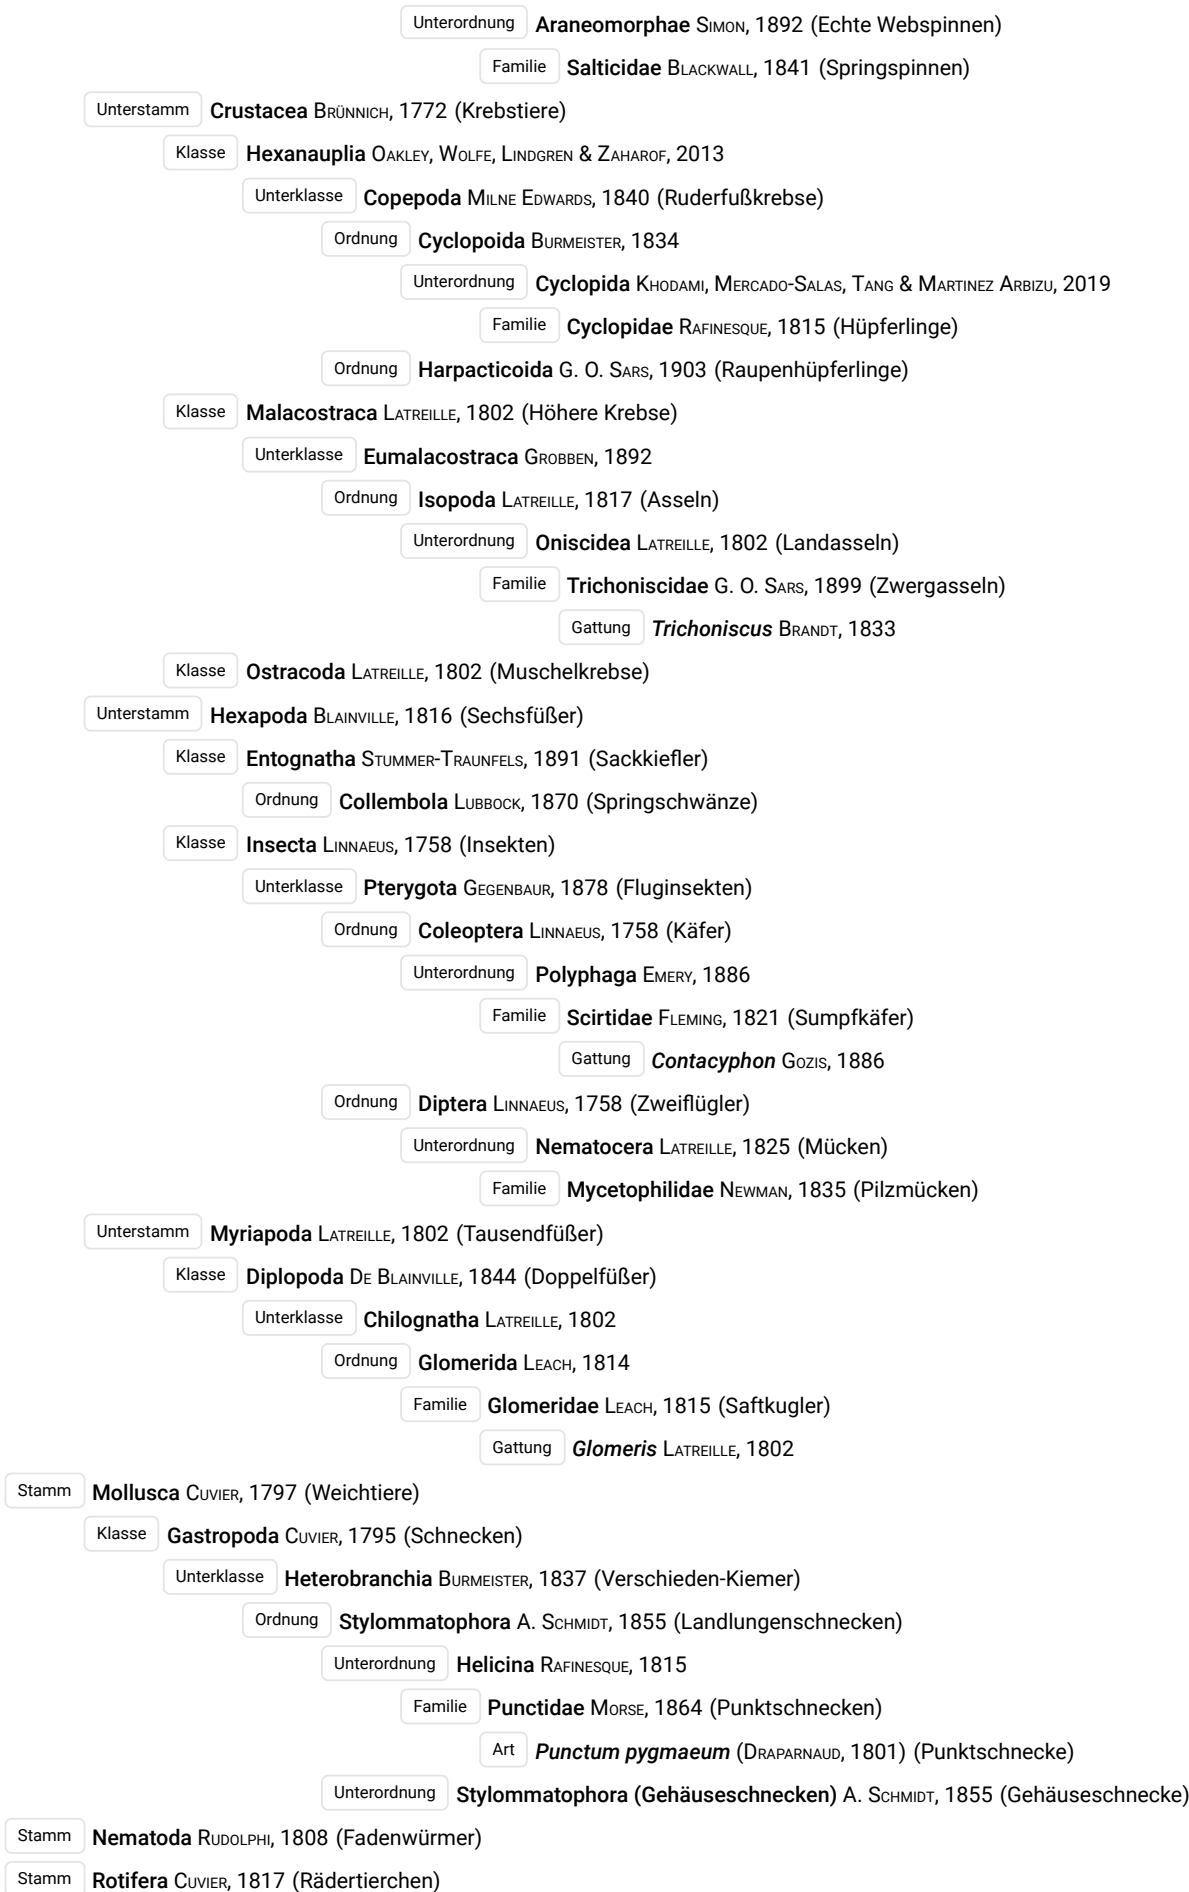 Unterordnung Araneomorphae Simon, 1892 (Echte Webspinnen)
Familie Salticidae Blackwall, 1841 (Springspinnen)
Unterstamm Crustacea Brünnich, 1772 (Krebstiere)
Klasse Hexanauplia Oakley, Wolfe, Lindgren & Zaharof, 2013
Unterklasse Copepoda Milne Edwards, 1840 (Ruderfußkrebse)
Ordnung Cyclopoida Burmeister, 1834
Unterordnung Cyclopida Khodami, Mercado-Salas, Tang & Martinez Arbizu, 2019
Familie Cyclopidae Rafinesque, 1815 (Hüpferlinge)
Ordnung Harpacticoida G. O. Sars, 1903 (Raupenhüpferlinge)
Klasse Malacostraca Latreille, 1802 (Höhere Krebse)
Unterklasse Eumalacostraca Grobben, 1892
Ordnung Isopoda Latreille, 1817 (Asseln)
Unterordnung Oniscidea Latreille, 1802 (Landasseln)
Familie Trichoniscidae G. O. Sars, 1899 (Zwergasseln)
Gattung Trichoniscus Brandt, 1833
Klasse Ostracoda Latreille, 1802 (Muschelkrebse)
Unterstamm Hexapoda Blainville, 1816 (Sechsfüßer)
Klasse Entognatha Stummer-Traunfels, 1891 (Sackkiefler)
Ordnung Collembola Lubbock, 1870 (Springschwänze)
Klasse Insecta Linnaeus, 1758 (Insekten)
Unterklasse Pterygota Gegenbaur, 1878 (Fluginsekten)
Ordnung Coleoptera Linnaeus, 1758 (Käfer)
Unterordnung Polyphaga Emery, 1886
Familie Scirtidae Fleming, 1821 (Sumpfkäfer)
Gattung Contacyphon Gozis, 1886
Ordnung Diptera Linnaeus, 1758 (Zweiflügler)
Unterordnung Nematocera Latreille, 1825 (Mücken)
Familie Mycetophilidae Newman, 1835 (Pilzmücken)
Unterstamm Myriapoda Latreille, 1802 (Tausendfüßer)
Klasse Diplopoda De Blainville, 1844 (Doppelfüßer)
Unterklasse Chilognatha Latreille, 1802
Ordnung Glomerida Leach, 1814
Familie Glomeridae Leach, 1815 (Saftkugler)
Gattung Glomeris Latreille, 1802
Stamm Mollusca Cuvier, 1797 (Weichtiere)
Klasse Gastropoda Cuvier, 1795 (Schnecken)
Unterklasse Heterobranchia Burmeister, 1837 (Verschieden-Kiemer)
Ordnung Stylommatophora A. Schmidt, 1855 (Landlungenschnecken)
Unterordnung Helicina Rafinesque, 1815
Familie Punctidae Morse, 1864 (Punktschnecken)
Art Punctum pygmaeum (Draparnaud, 1801) (Punktschnecke)
Unterordnung Stylommatophora (Gehäuseschnecken) A. Schmidt, 1855 (Gehäuseschnecke)
Stamm Nematoda Rudolphi, 1808 (Fadenwürmer)
Stamm Rotifera Cuvier, 1817 (Rädertierchen)